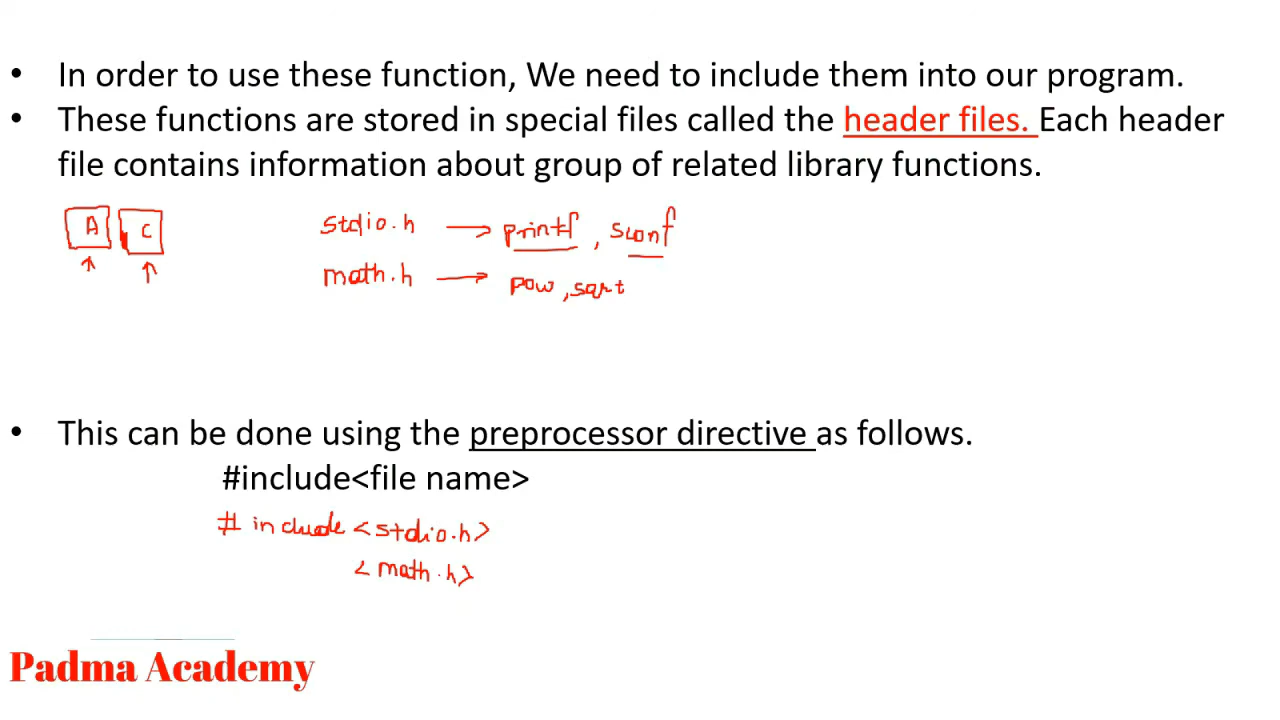 • In order to use these function, We need to include them into our program.
• These functions are stored in special files called the header files. Each header
file contains information about group of related library functions.
A C
stdio.h → printf, scanf
math.h → pow, sqrt
• This can be done using the preprocessor directive as follows.
#include<file name>
# include <stdio.h>
<math.h>
Padma Academy